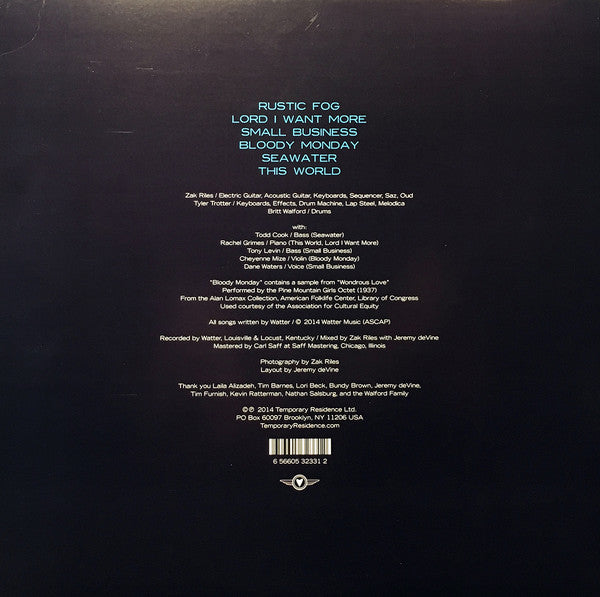 RUSTIC FOG
LORD I WANT MORE
SMALL BUSINESS
BLOODY MONDAY
SEAWATER
THIS WORLD
Zak Riles / Electric Guitar, Acoustic Guitar, Keyboards, Sequencer, Saz, Oud
Tyler Trotter / Keyboards, Effects, Drum Machine, Lap Steel, Melodica
Britt Walford / Drums
with:
Todd Cook / Bass (Seawater)
Rachel Grimes / Piano (This World, Lord I Want More)
Tony Levin / Bass (Small Business)
Cheyenne Mize / Violin (Bloody Monday)
Dane Waters / Voice (Small Business)
"Bloody Monday" contains a sample from "Wondrous Love"
Performed by the Pine Mountain Girls Octet (1937)
From the Alan Lomax Collection, American Folklife Center, Library of Congress
Used courtesy of the Association for Cultural Equity
All songs written by Watter / © 2014 Watter Music (ASCAP)
Recorded by Watter, Louisville & Locust, Kentucky / Mixed by Zak Riles with Jeremy deVine
Mastered by Carl Saff at Saff Mastering, Chicago, Illinois
Photography by Zak Riles
Layout by Jeremy deVine
Thank you Laila Alizadeh, Tim Barnes, Lori Beck, Bundy Brown, Jeremy deVine,
Tim Furnish, Kevin Ratterman, Nathan Salsburg, and the Walford Family
©℗ 2014 Temporary Residence Ltd.
PO Box 60097 Brooklyn, NY 11206 USA
TemporaryResidence.com
6 56605 32331 2